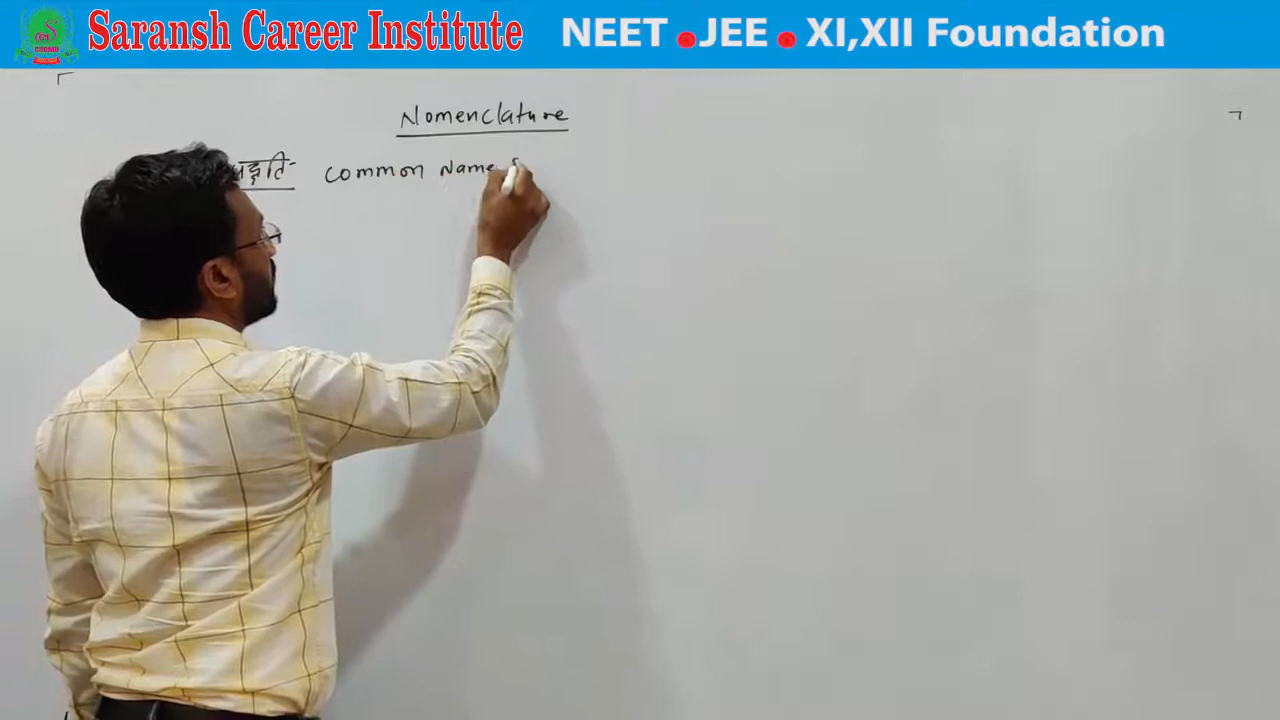 Saransh Career Institute NEET . JEE . XI,XII Foundation
Nomenclature
पद्धति- Common Name